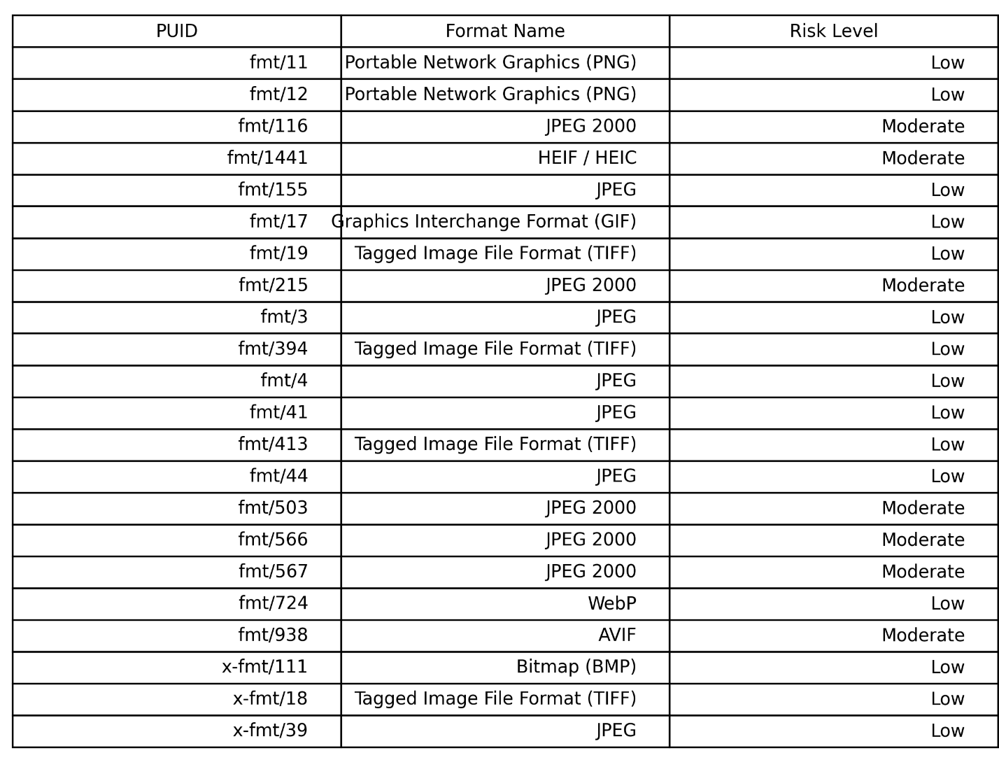 PUID Format Name Risk Level
fmt/11 Portable Network Graphics (PNG) Low
fmt/12 Portable Network Graphics (PNG) Low
fmt/116 JPEG 2000 Moderate
fmt/1441 HEIF / HEIC Moderate
fmt/155 JPEG Low
fmt/17 Graphics Interchange Format (GIF) Low
fmt/19 Tagged Image File Format (TIFF) Low
fmt/215 JPEG 2000 Moderate
fmt/3 JPEG Low
fmt/394 Tagged Image File Format (TIFF) Low
fmt/4 JPEG Low
fmt/41 JPEG Low
fmt/413 Tagged Image File Format (TIFF) Low
fmt/44 JPEG Low
fmt/503 JPEG 2000 Moderate
fmt/566 JPEG 2000 Moderate
fmt/567 JPEG 2000 Moderate
fmt/724 WebP Low
fmt/938 AVIF Moderate
x-fmt/111 Bitmap (BMP) Low
x-fmt/18 Tagged Image File Format (TIFF) Low
x-fmt/39 JPEG Low